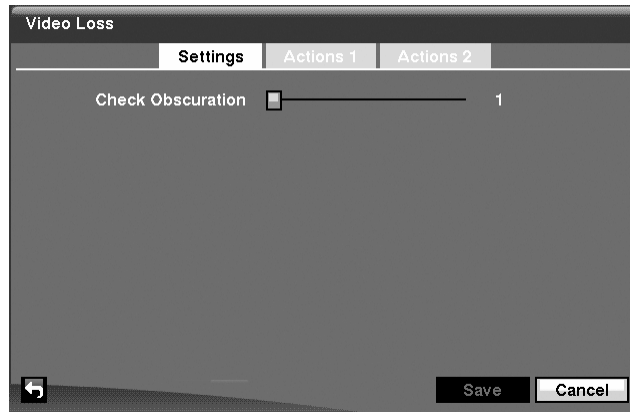 Video Loss
Settings Actions 1 Actions 2
Check Obscuration 1
Save Cancel